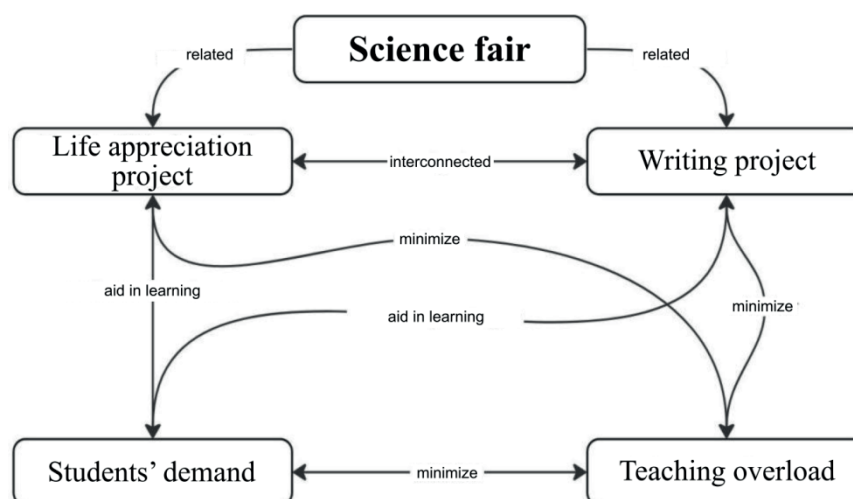 Science fair
related
related
Life appreciation
project
interconnected
Writing project
minimize
aid in learning
aid in learning
minimize
Students’ demand
minimize
Teaching overload